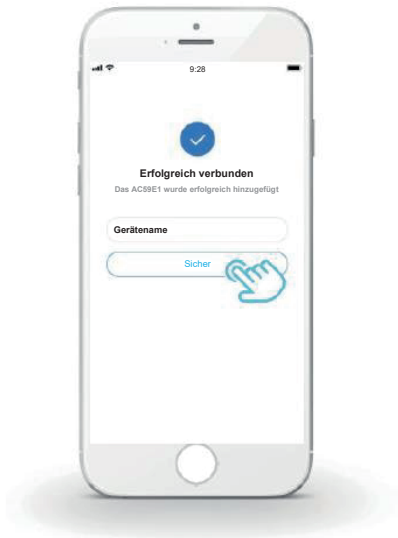 9:28
Erfolgreich verbunden
Das AC59E1 wurde erfolgreich hinzugefügt
Gerätename
Sicher